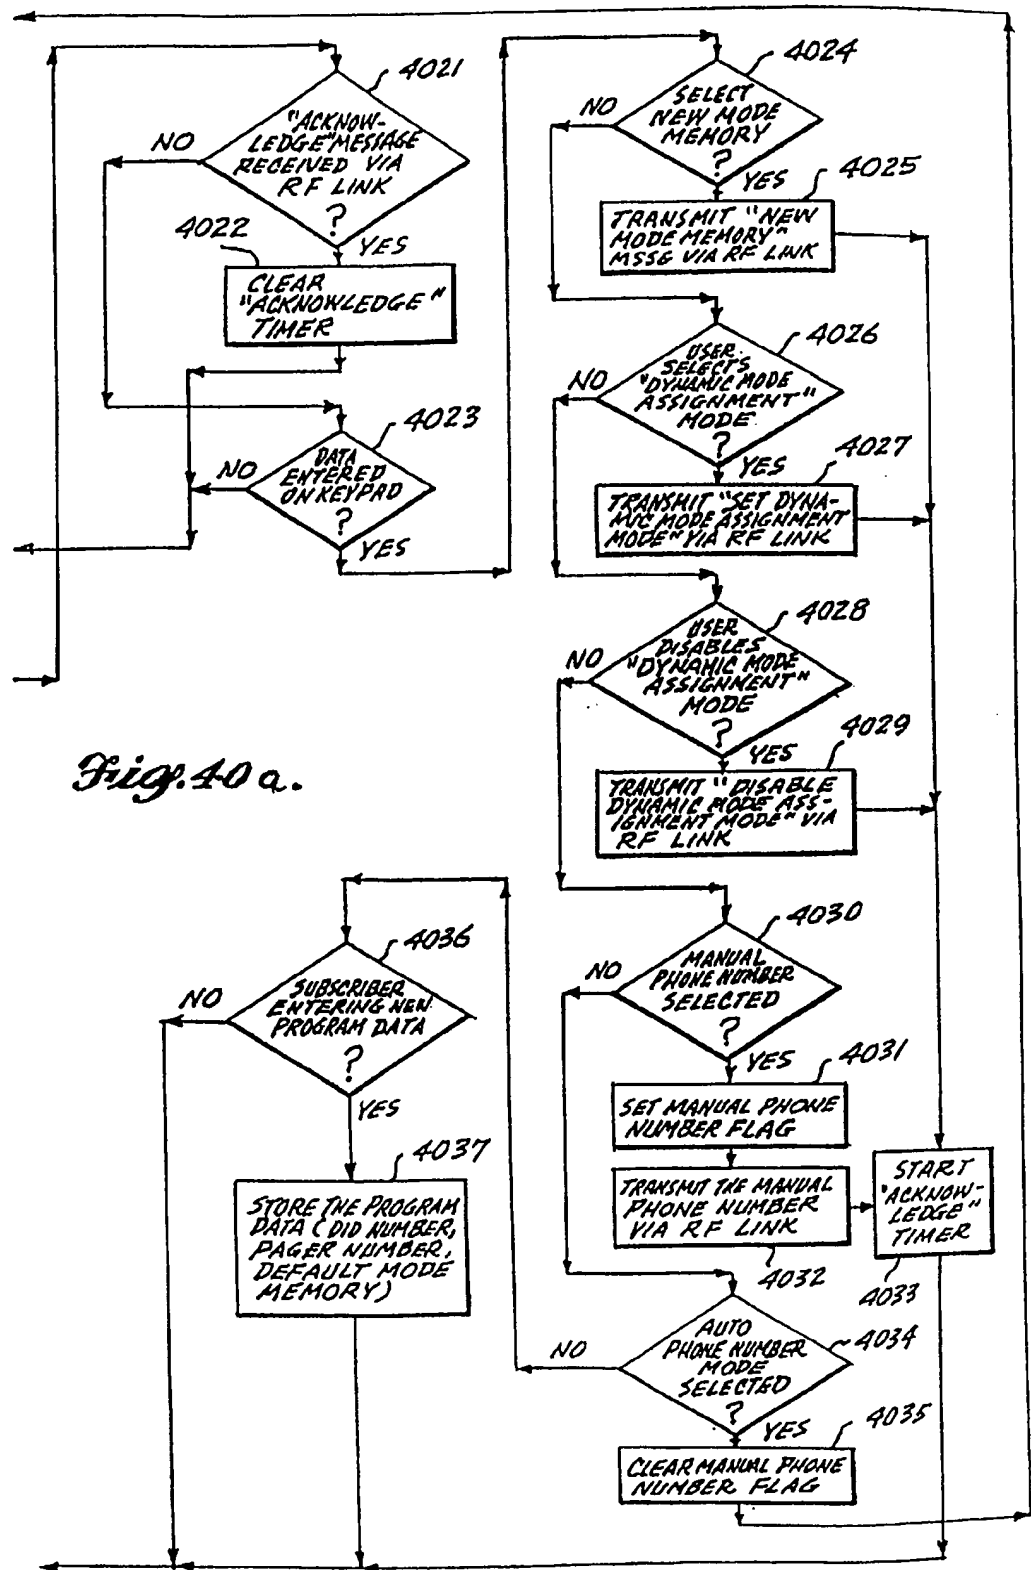 4021
"ACKNOW-
LEDGE" MESSAGE
RECEIVED VIA
RF LINK
?
NO
YES
4022
CLEAR
"ACKNOWLEDGE"
TIMER
4023
DATA
ENTERED
ON KEYPAD
?
NO
YES
4024
SELECT
NEW MODE
MEMORY
?
NO
YES
4025
TRANSMIT "NEW
MODE MEMORY"
MSSG VIA RF LINK
4026
USER
SELECTS
"DYNAMIC MODE
ASSIGNMENT"
MODE
?
NO
YES
4027
TRANSMIT "SET DYNA-
MIC MODE ASSIGNMENT
MODE" VIA RF LINK
4028
USER
DISABLES
"DYNAMIC MODE
ASSIGNMENT"
MODE
?
NO
YES
4029
TRANSMIT "DISABLE
DYNAMIC MODE ASS-
IGNMENT MODE" VIA
RF LINK
Fig. 40a.
4030
MANUAL
PHONE NUMBER
SELECTED
?
NO
YES
4031
SET MANUAL PHONE
NUMBER FLAG
TRANSMIT THE MANUAL
PHONE NUMBER
VIA RF LINK
4032
START
"ACKNOW-
LEDGE"
TIMER
4033
4034
AUTO
PHONE NUMBER
MODE
SELECTED
?
NO
YES
4035
CLEAR MANUAL PHONE
NUMBER FLAG
4036
SUBSCRIBER
ENTERING NEW
PROGRAM DATA
?
NO
YES
4037
STORE THE PROGRAM
DATA (DID NUMBER,
PAGER NUMBER,
DEFAULT MODE
MEMORY)